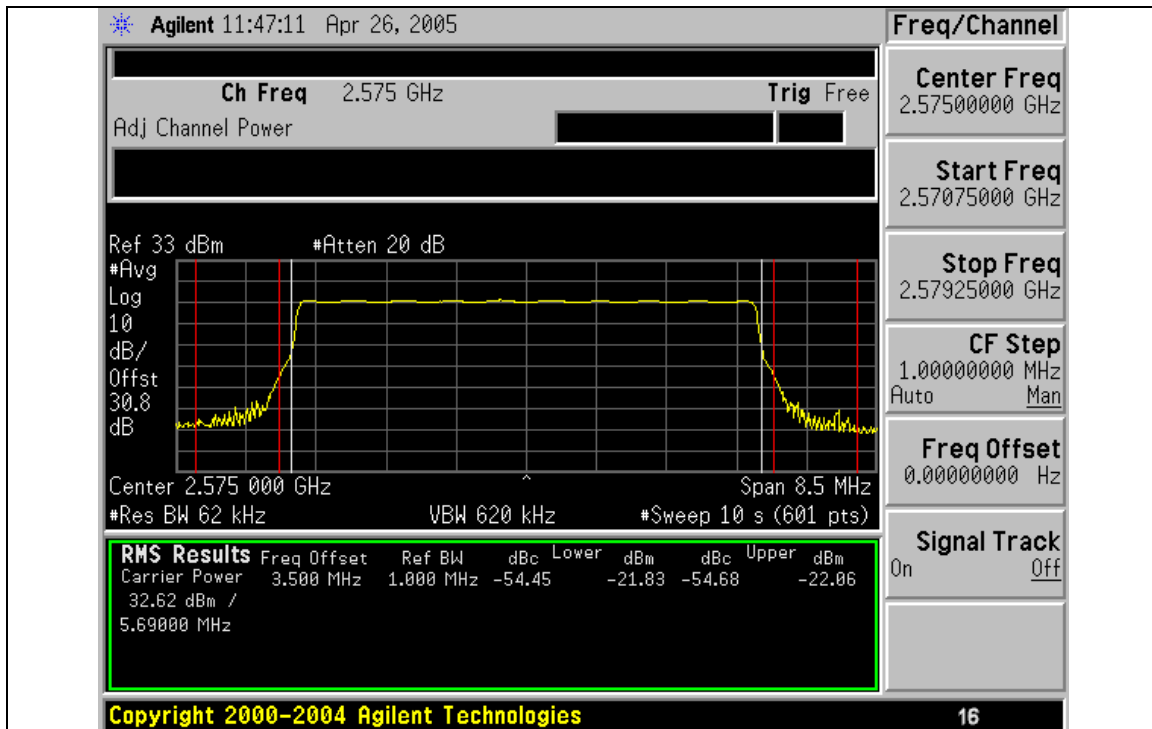 Agilent 11:47:11 Apr 26, 2005
Freq/Channel
Ch Freq 2.575 GHz Trig Free
Adj Channel Power
Center Freq
2.57500000 GHz
Start Freq
2.57075000 GHz
Stop Freq
2.57925000 GHz
CF Step
1.00000000 MHz
Auto Man
Freq Offset
0.00000000 Hz
Signal Track
On Off
Ref 33 dBm #Atten 20 dB
#Avg
Log
10
dB/
Offst
30.8
dB
Center 2.575 000 GHz Span 8.5 MHz
#Res BW 62 kHz VBW 620 kHz #Sweep 10 s (601 pts)
RMS Results Freq Offset Ref BW dBc Lower dBm dBc Upper dBm
Carrier Power 3.500 MHz 1.000 MHz -54.45 -21.83 -54.68 -22.06
32.62 dBm /
5.69000 MHz
Copyright 2000-2004 Agilent Technologies
16